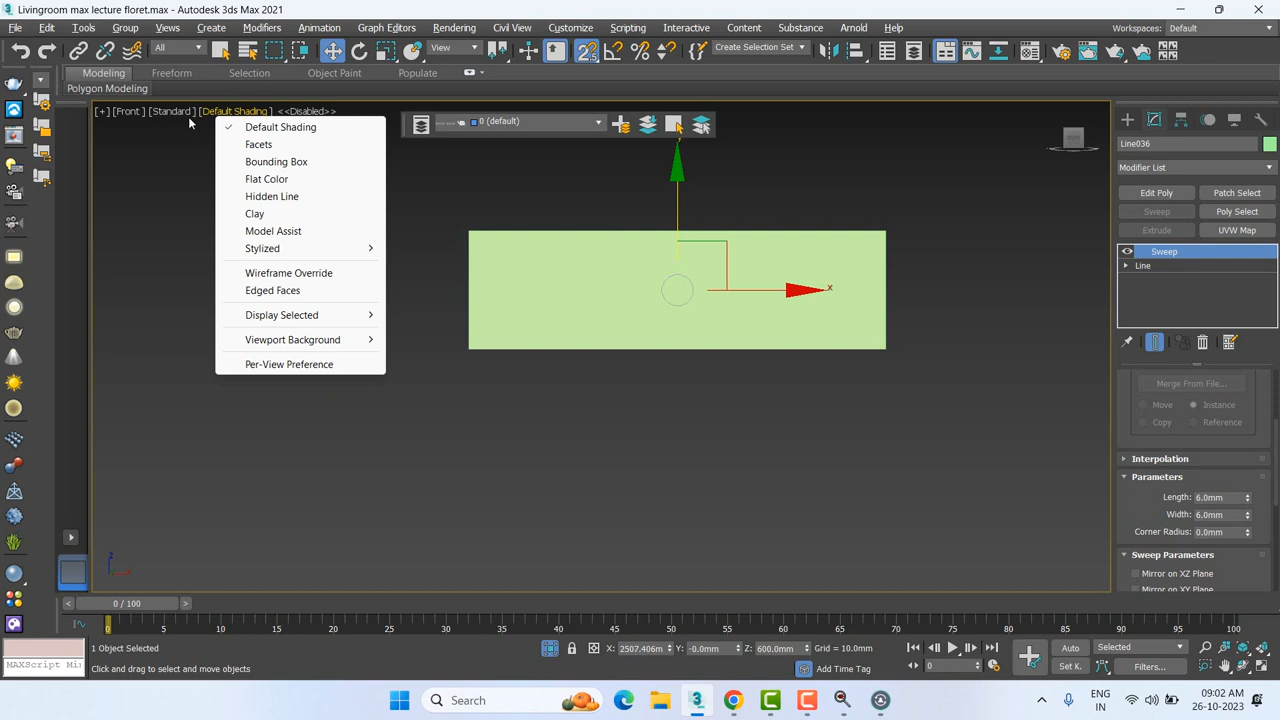 Livingroom max lecture floret.max - Autodesk 3ds Max 2021
File Edit Tools Group Views Create Modifiers Animation Graph Editors Rendering Civil View Customize Scripting Interactive Content Substance Arnold Help
Workspaces: Default
All
View
Create Selection Set
Modeling Freeform Selection Object Paint Populate
Polygon Modeling
[+] [Front ] [Standard ] [Default Shading ] <<Disabled>>
0 (default)
Default Shading
Facets
Bounding Box
Flat Color
Hidden Line
Clay
Model Assist
Stylized
Wireframe Override
Edged Faces
Display Selected
Viewport Background
Per-View Preference
y
x
z
Line036
Modifier List
Edit Poly Patch Select
Sweep Poly Select
Extrude UVW Map
Sweep
Line
Merge From File...
Move Instance
Copy Reference
Interpolation
Parameters
Length: 6.0mm
Width: 6.0mm
Corner Radius: 0.0mm
Sweep Parameters
Mirror on XZ Plane
Mirror on XY Plane
< 0 / 100 >
0 5 10 15 20 25 30 35 40 45 50 55 60 65 70 75 80 85 90 95 100
1 Object Selected
X: 2507.406m Y: -0.0mm Z: 600.0mm Grid = 10.0mm
Auto Selected
MAXScript Mi
Click and drag to select and move objects
Add Time Tag
0
Set K. Filters...
Search
ENG
IN
09:02 AM
26-10-2023